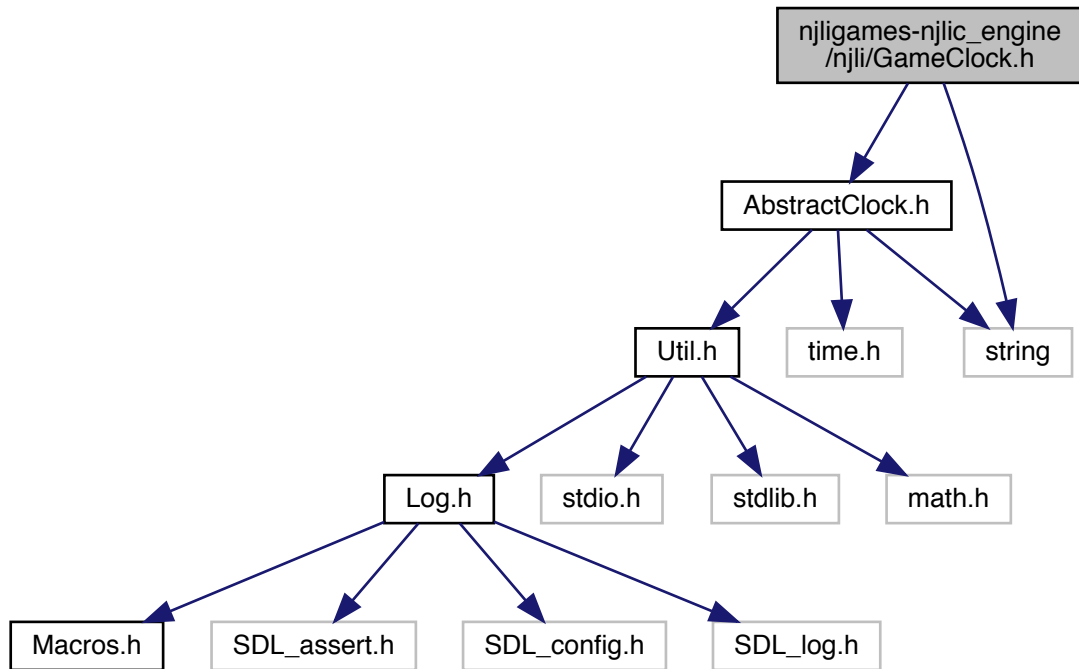 njligames-njlic_engine
/njli/GameClock.h
AbstractClock.h
Util.h
time.h
string
Log.h
stdio.h
stdlib.h
math.h
Macros.h
SDL_assert.h
SDL_config.h
SDL_log.h